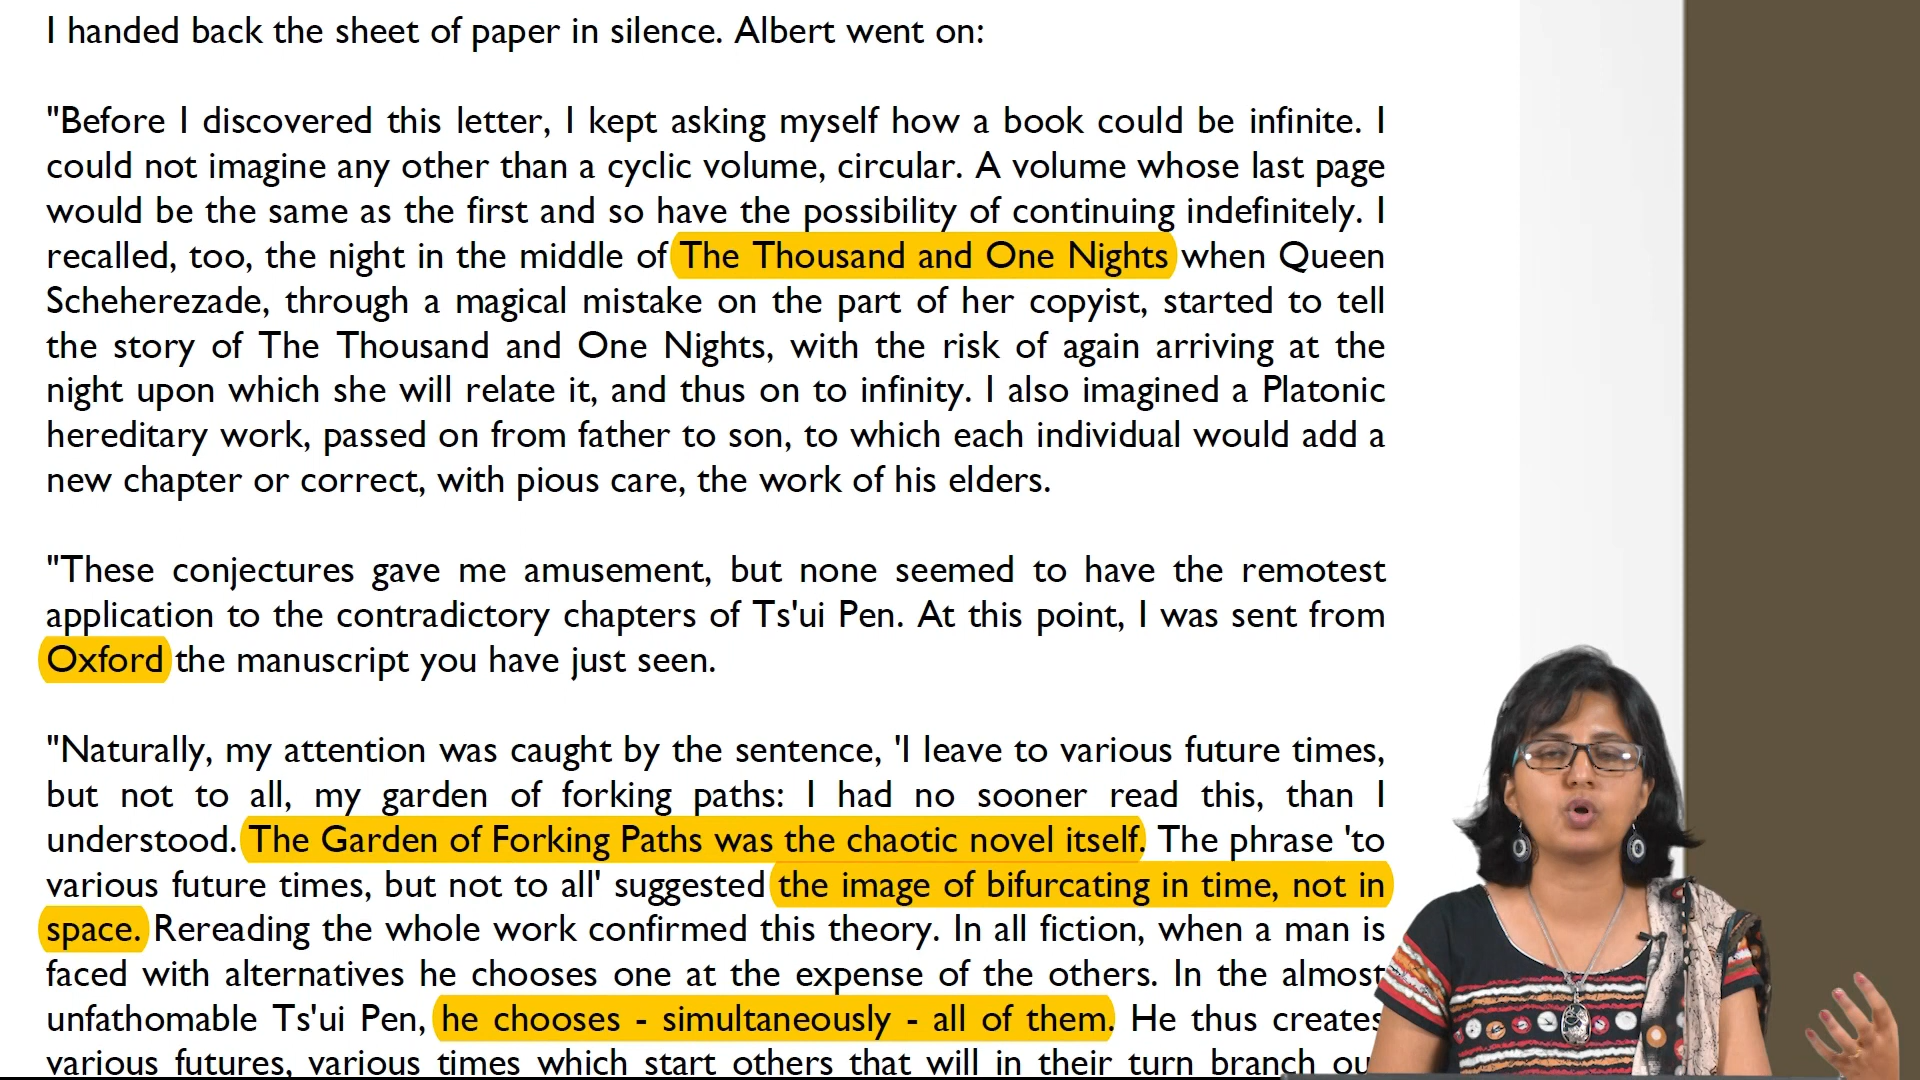 I handed back the sheet of paper in silence. Albert went on:
"Before I discovered this letter, I kept asking myself how a book could be infinite. I
could not imagine any other than a cyclic volume, circular. A volume whose last page
would be the same as the first and so have the possibility of continuing indefinitely. I
recalled, too, the night in the middle of The Thousand and One Nights when Queen
Scheherezade, through a magical mistake on the part of her copyist, started to tell
the story of The Thousand and One Nights, with the risk of again arriving at the
night upon which she will relate it, and thus on to infinity. I also imagined a Platonic
hereditary work, passed on from father to son, to which each individual would add a
new chapter or correct, with pious care, the work of his elders.
"These conjectures gave me amusement, but none seemed to have the remotest
application to the contradictory chapters of Ts'ui Pen. At this point, I was sent from
Oxford the manuscript you have just seen.
"Naturally, my attention was caught by the sentence, 'I leave to various future times,
but not to all, my garden of forking paths: I had no sooner read this, than I
understood. The Garden of Forking Paths was the chaotic novel itself. The phrase 'to
various future times, but not to all' suggested the image of bifurcating in time, not in
space. Rereading the whole work confirmed this theory. In all fiction, when a man is
faced with alternatives he chooses one at the expense of the others. In the almost
unfathomable Ts'ui Pen, he chooses - simultaneously - all of them. He thus creates
various futures, various times which start others that will in their turn branch ou